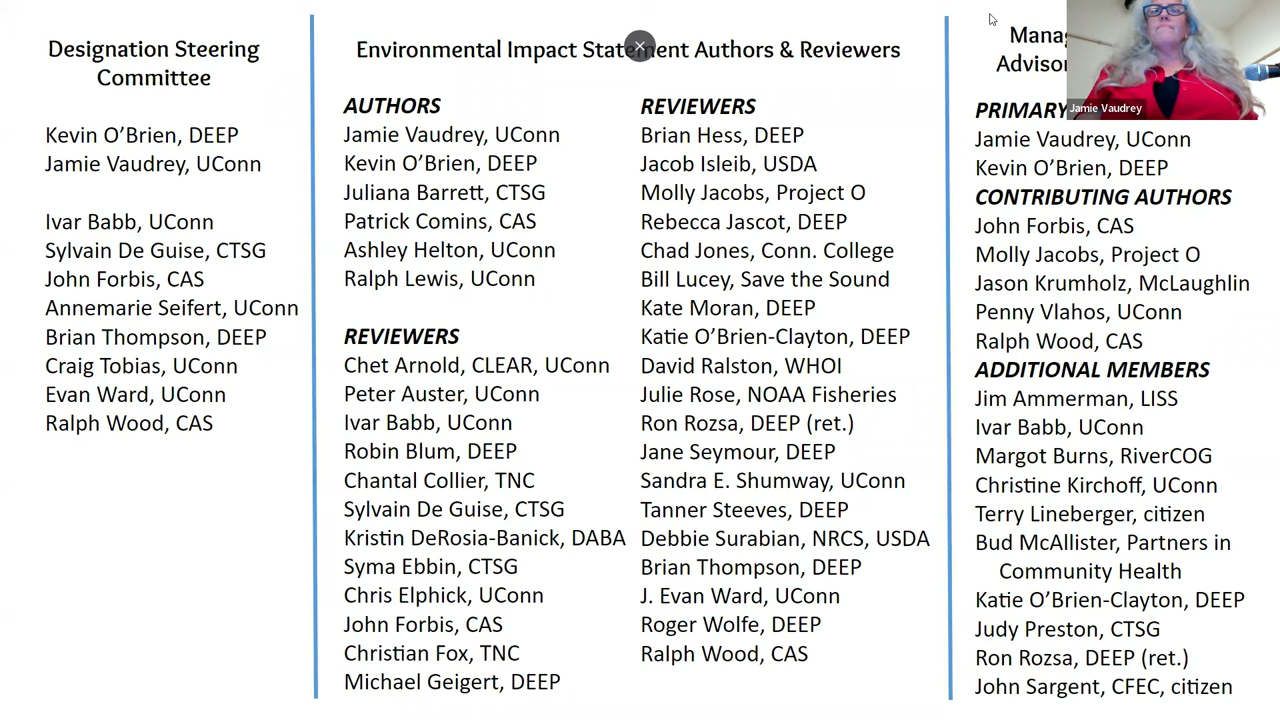 Designation Steering
Committee
Kevin O'Brien, DEEP
Jamie Vaudrey, UConn
Ivar Babb, UConn
Sylvain De Guise, CTSG
John Forbis, CAS
Annemarie Seifert, UConn
Brian Thompson, DEEP
Craig Tobias, UConn
Evan Ward, UConn
Ralph Wood, CAS
Environmental Impact Statement Authors & Reviewers
AUTHORS
Jamie Vaudrey, UConn
Kevin O'Brien, DEEP
Juliana Barrett, CTSG
Patrick Comins, CAS
Ashley Helton, UConn
Ralph Lewis, UConn
REVIEWERS
Chet Arnold, CLEAR, UConn
Peter Auster, UConn
Ivar Babb, UConn
Robin Blum, DEEP
Chantal Collier, TNC
Sylvain De Guise, CTSG
Kristin DeRosia-Banick, DABA
Syma Ebbin, CTSG
Chris Elphick, UConn
John Forbis, CAS
Christian Fox, TNC
Michael Geigert, DEEP
REVIEWERS
Brian Hess, DEEP
Jacob Isleib, USDA
Molly Jacobs, Project O
Rebecca Jascot, DEEP
Chad Jones, Conn. College
Bill Lucey, Save the Sound
Kate Moran, DEEP
Katie O'Brien-Clayton, DEEP
David Ralston, WHOI
Julie Rose, NOAA Fisheries
Ron Rozsa, DEEP (ret.)
Jane Seymour, DEEP
Sandra E. Shumway, UConn
Tanner Steeves, DEEP
Debbie Surabian, NRCS, USDA
Brian Thompson, DEEP
J. Evan Ward, UConn
Roger Wolfe, DEEP
Ralph Wood, CAS
PRIMARY
Jamie Vaudrey, UConn
Kevin O'Brien, DEEP
CONTRIBUTING AUTHORS
John Forbis, CAS
Molly Jacobs, Project O
Jason Krumholz, McLaughlin
Penny Vlahos, UConn
Ralph Wood, CAS
ADDITIONAL MEMBERS
Jim Ammerman, LISS
Ivar Babb, UConn
Margot Burns, RiverCOG
Christine Kirchoff, UConn
Terry Lineberger, citizen
Bud McAllister, Partners in
Community Health
Katie O'Brien-Clayton, DEEP
Judy Preston, CTSG
Ron Rozsa, DEEP (ret.)
John Sargent, CFEC, citizen
Jamie Vaudrey